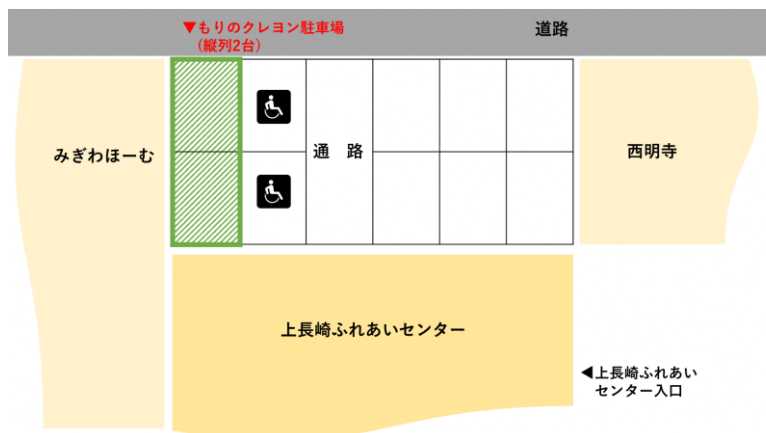 ▼もりのクレヨン駐車場
(縦列2台)
道路
みぎわほーむ
通 路
西明寺
上長崎ふれあいセンター
◀上長崎ふれあい
センター入口